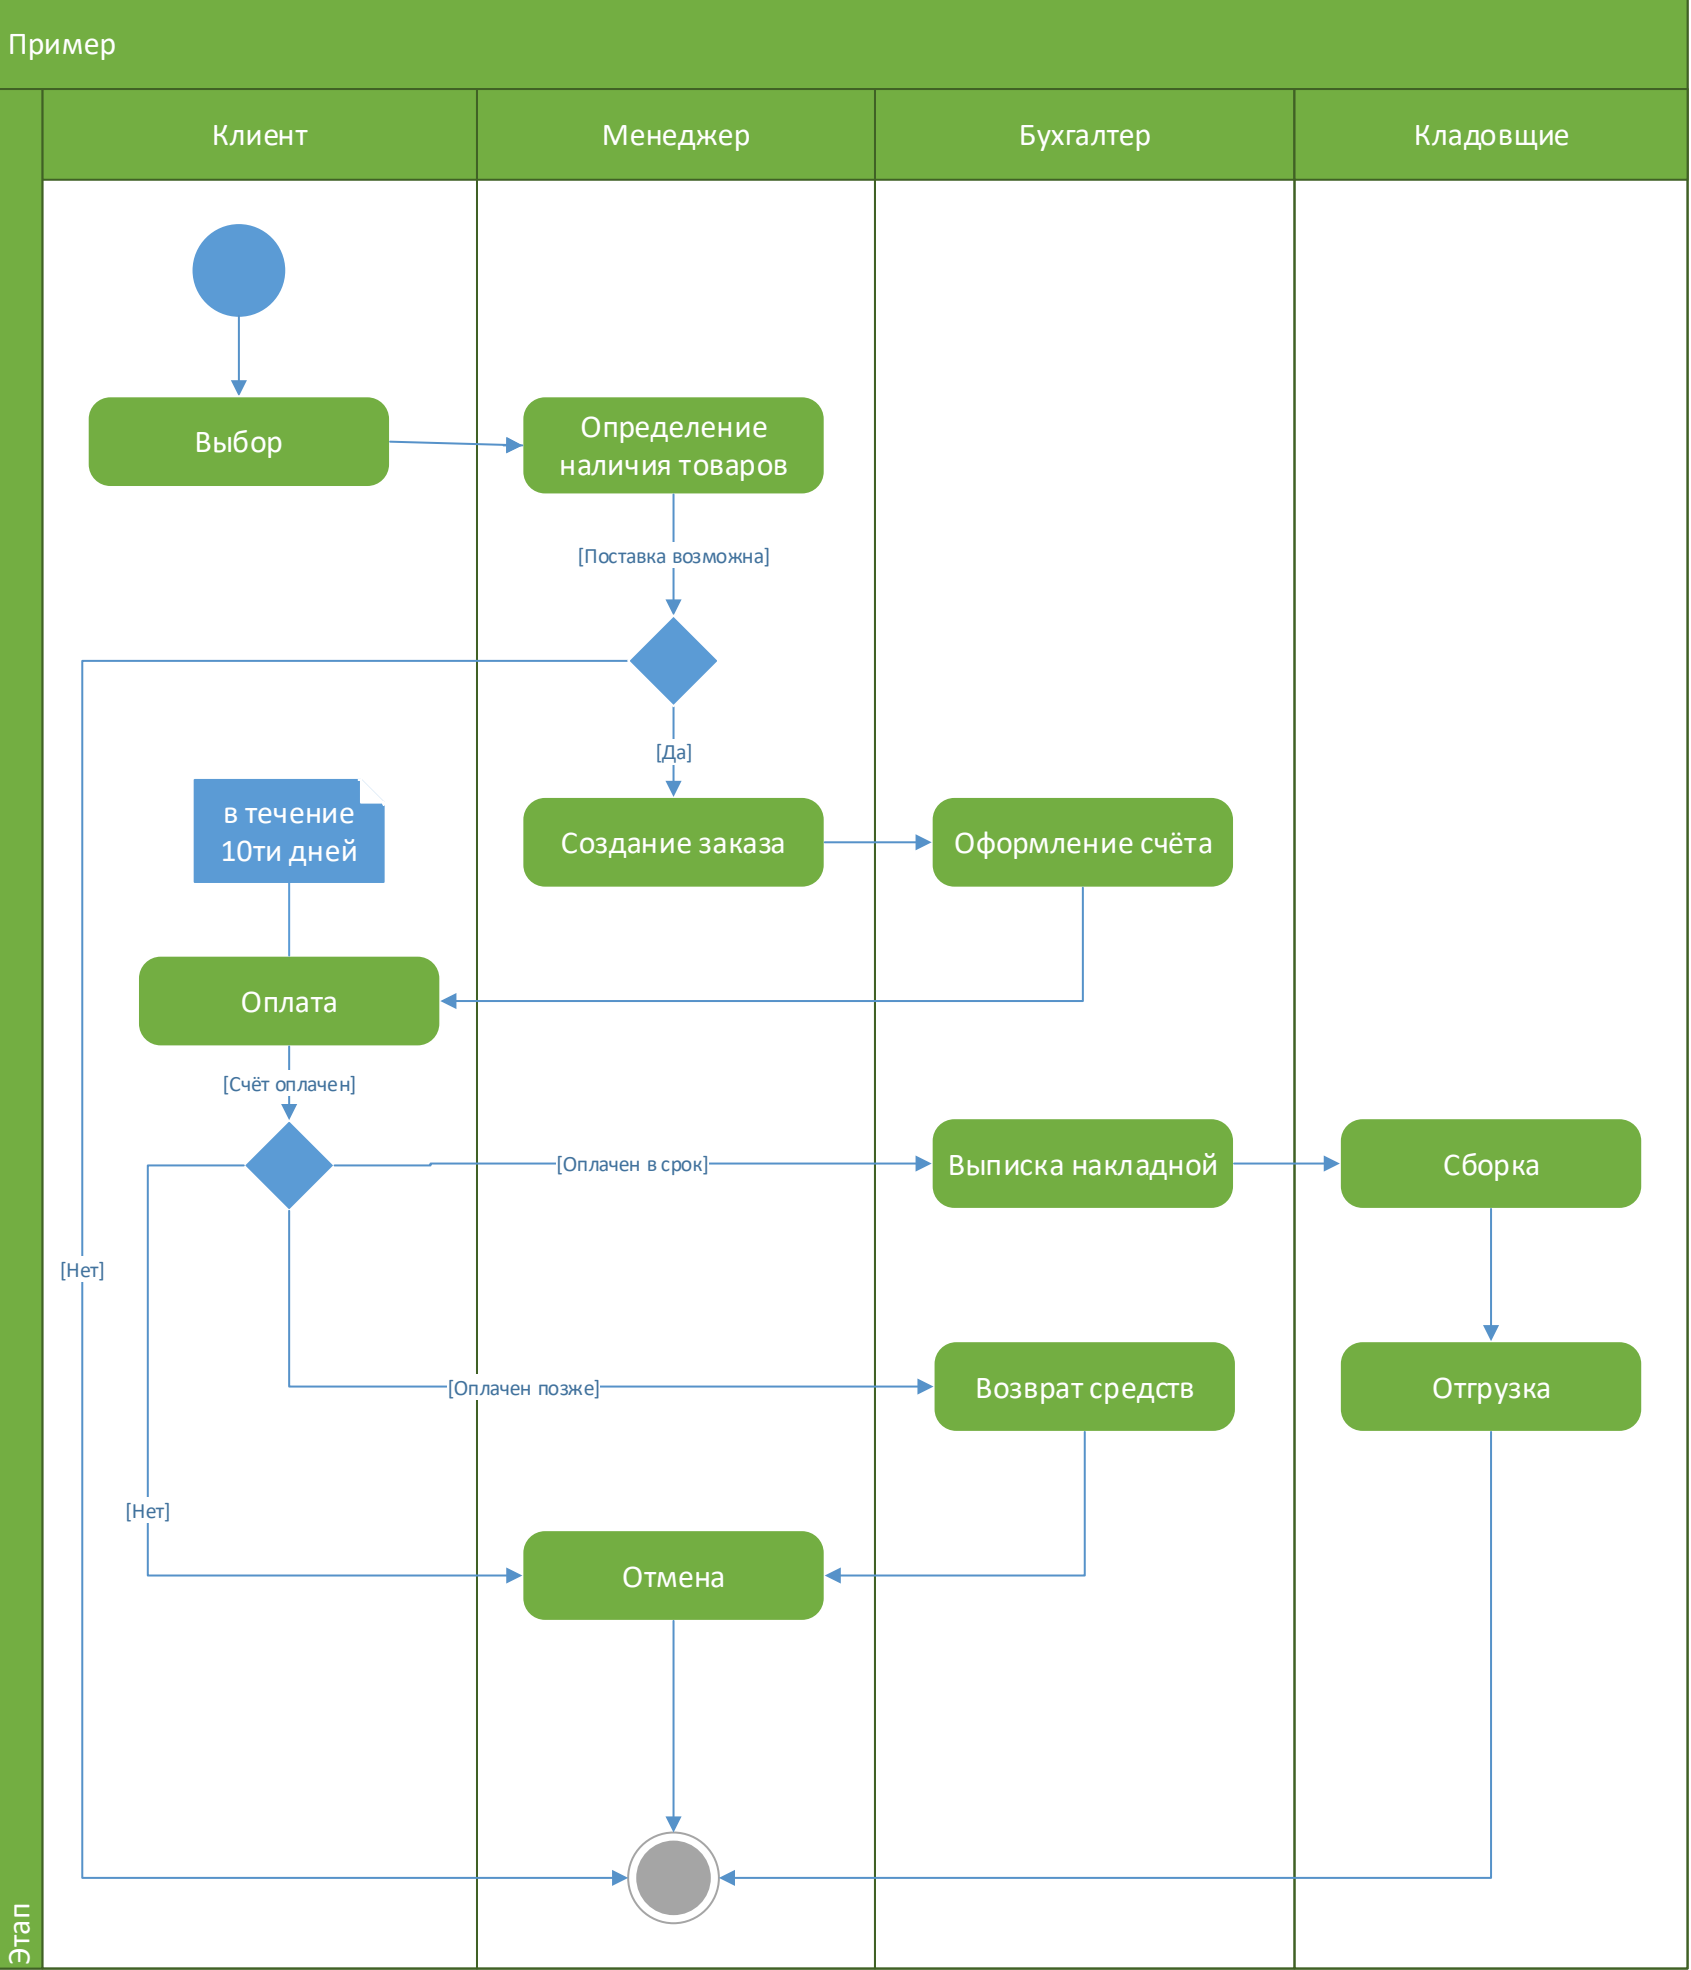 Пример
Клиент
Менеджер
Бухгалтер
Кладовщие
Выбор
Определение
наличия товаров
[Поставка возможна]
[Да]
в течение
10ти дней
Создание заказа
Оформление счёта
Оплата
[Счёт оплачен]
[Оплачен в срок]
Выписка накладной
Сборка
[Нет]
[Оплачен позже]
Возврат средств
Отгрузка
[Нет]
Отмена
Этап